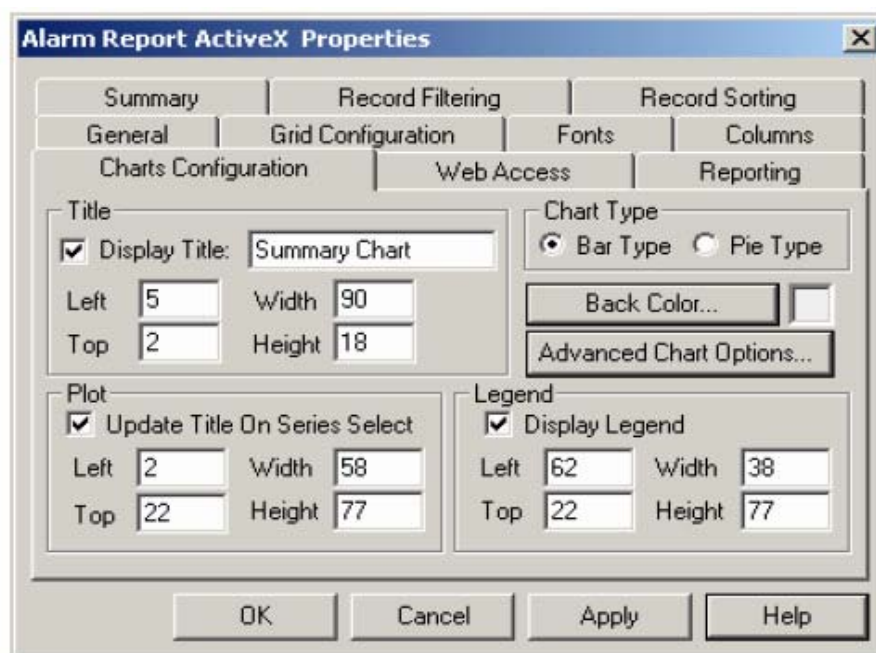 Alarm Report ActiveX Properties
Summary Record Filtering Record Sorting
General Grid Configuration Fonts Columns
Charts Configuration Web Access Reporting
Title
Display Title: Summary Chart
Left 5 Width 90
Top 2 Height 18
Chart Type
Bar Type Pie Type
Back Color...
Advanced Chart Options...
Plot
Update Title On Series Select
Left 2 Width 58
Top 22 Height 77
Legend
Display Legend
Left 62 Width 38
Top 22 Height 77
OK Cancel Apply Help